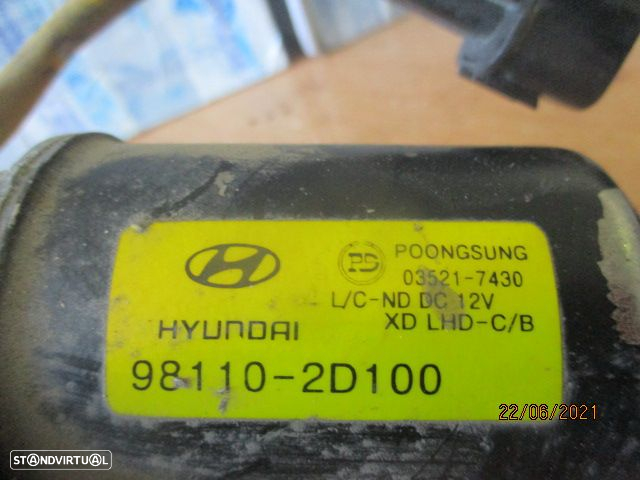 PS POONGSUNG
03521-7430
L/C-ND DC 12V
HYUNDAI XD LHD-C/B
98110-2D100
22/06/2021
STANDVIRTUAL